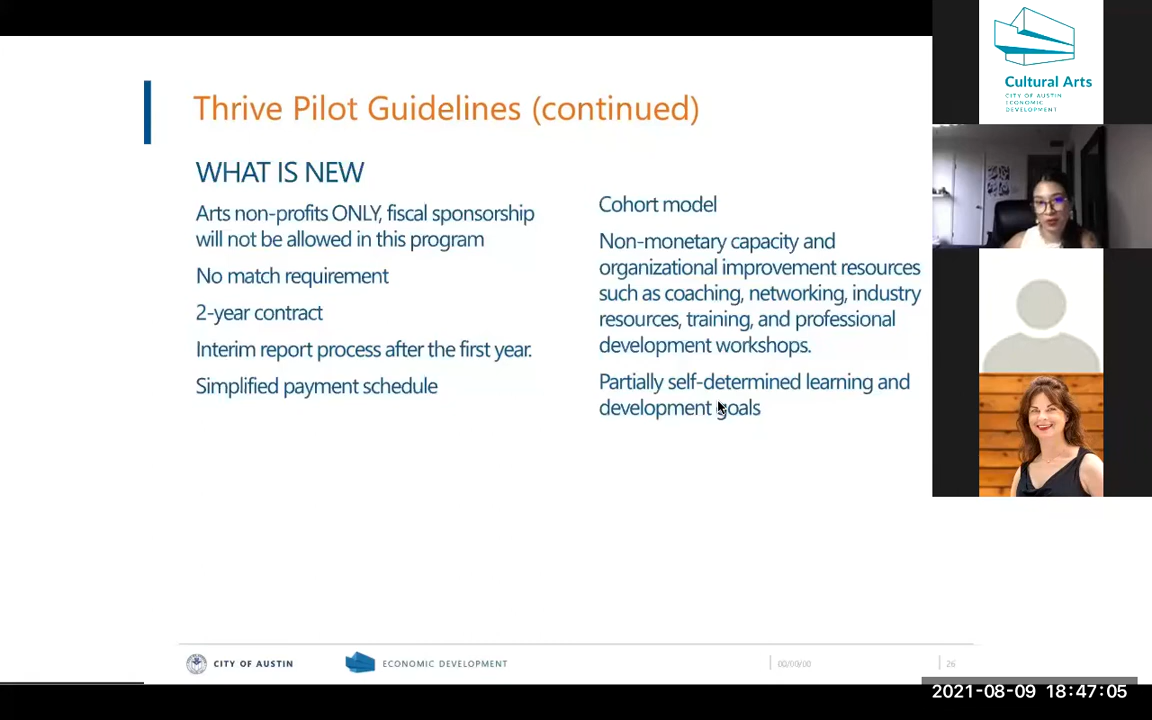 Thrive Pilot Guidelines (continued)
WHAT IS NEW
Arts non-profits ONLY, fiscal sponsorship
will not be allowed in this program
No match requirement
2-year contract
Interim report process after the first year.
Simplified payment schedule
Cohort model
Non-monetary capacity and
organizational improvement resources
such as coaching, networking, industry
resources, training, and professional
development workshops.
Partially self-determined learning and
development goals
CITY OF AUSTIN
ECONOMIC DEVELOPMENT
00/00/00
26
Cultural Arts
CITY OF AUSTIN
ECONOMIC
DEVELOPMENT
2021-08-09 18:47:05